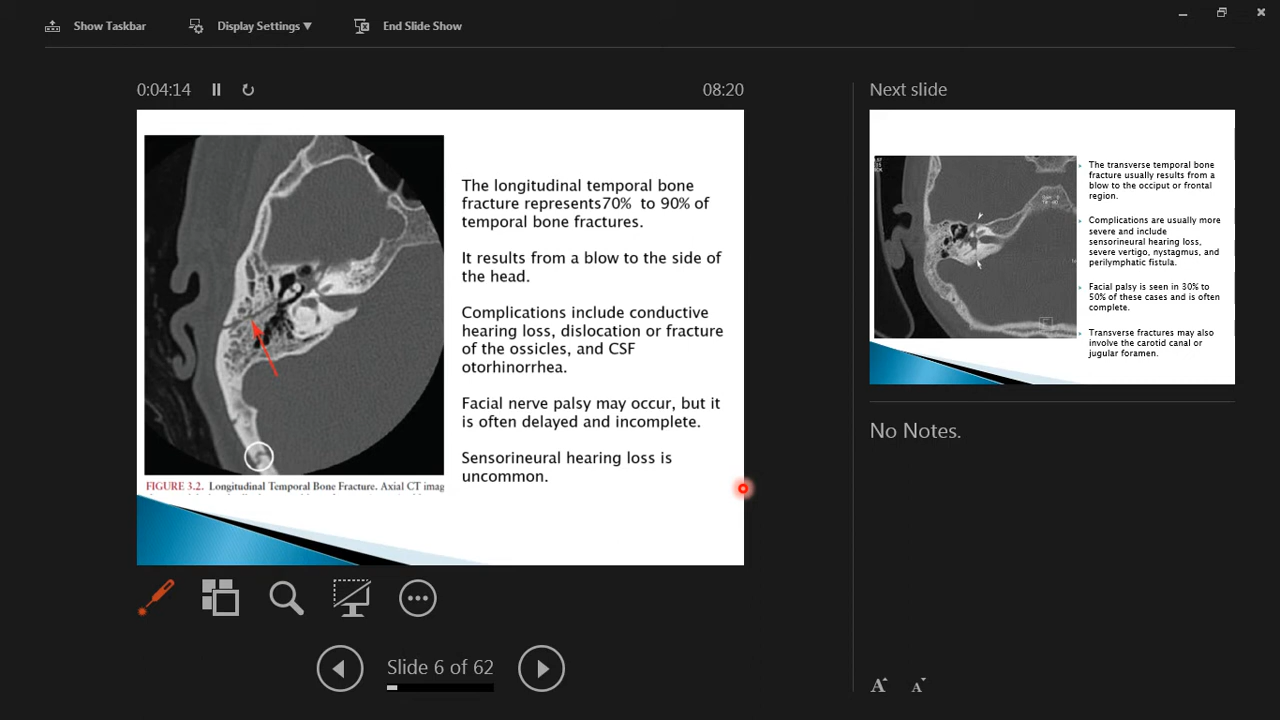 Show Taskbar
Display Settings ▼
End Slide Show
0:04:14
08:20
FIGURE 3.2. Longitudinal Temporal Bone Fracture. Axial CT imag
The longitudinal temporal bone
fracture represents70% to 90% of
temporal bone fractures.
It results from a blow to the side of
the head.
Complications include conductive
hearing loss, dislocation or fracture
of the ossicles, and CSF
otorhinorrhea.
Facial nerve palsy may occur, but it
is often delayed and incomplete.
Sensorineural hearing loss is
uncommon.
Slide 6 of 62
Next slide
The transverse temporal bone
fracture usually results from a
blow to the occiput or frontal
region.
Complications are usually more
severe and include
sensorineural hearing loss,
severe vertigo, nystagmus, and
perilymphatic fistula.
Facial palsy is seen in 30% to
50% of these cases and is often
complete.
Transverse fractures may also
involve the carotid canal or
jugular foramen.
No Notes.
A
A